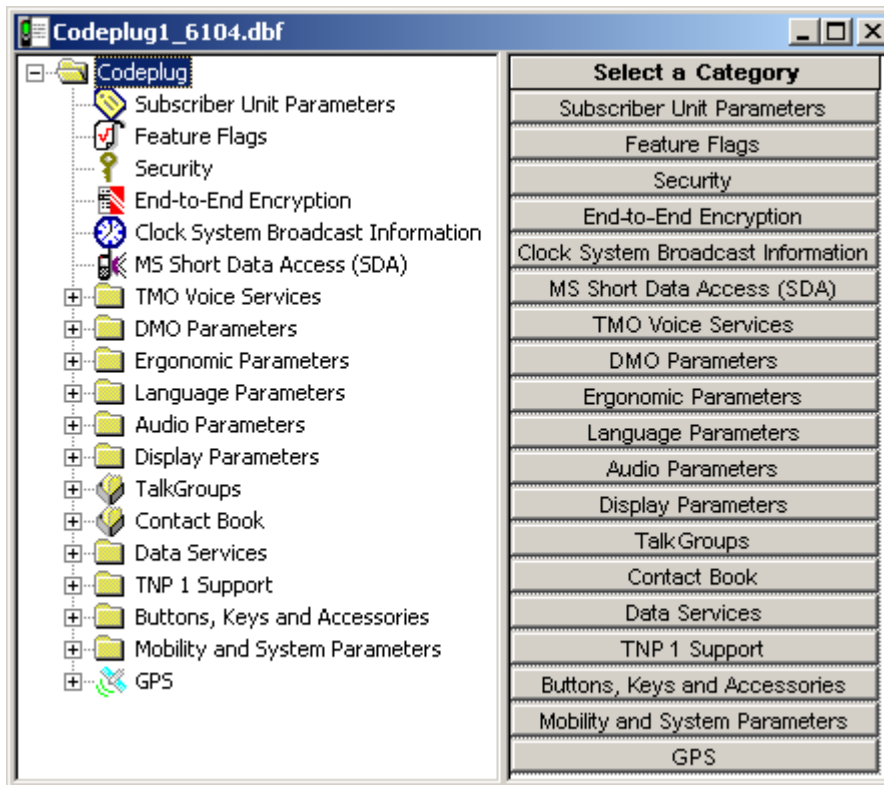 Codeplug1_6104.dbf
Codeplug
Subscriber Unit Parameters
Feature Flags
Security
End-to-End Encryption
Clock System Broadcast Information
MS Short Data Access (SDA)
TMO Voice Services
DMO Parameters
Ergonomic Parameters
Language Parameters
Audio Parameters
Display Parameters
TalkGroups
Contact Book
Data Services
TNP 1 Support
Buttons, Keys and Accessories
Mobility and System Parameters
GPS
Select a Category
Subscriber Unit Parameters
Feature Flags
Security
End-to-End Encryption
Clock System Broadcast Information
MS Short Data Access (SDA)
TMO Voice Services
DMO Parameters
Ergonomic Parameters
Language Parameters
Audio Parameters
Display Parameters
TalkGroups
Contact Book
Data Services
TNP 1 Support
Buttons, Keys and Accessories
Mobility and System Parameters
GPS